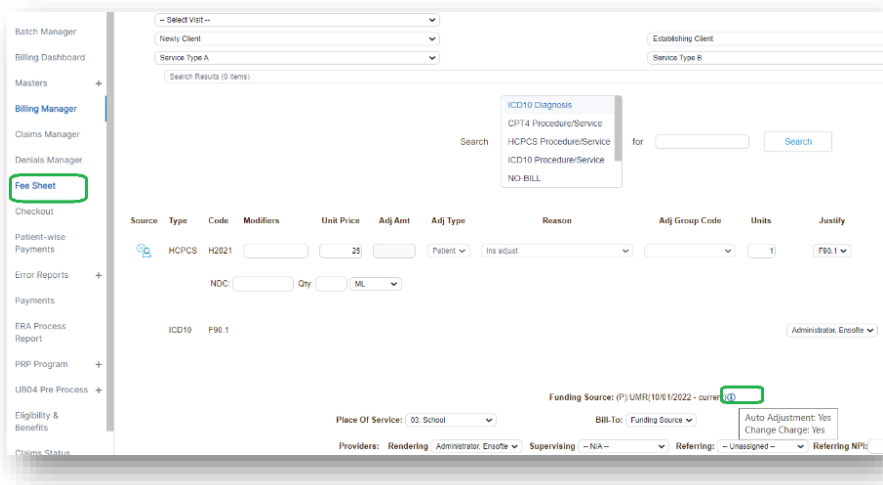 -- Select Visit --
Newly Client
Establishing Client
Service Type A
Service Type B
Search Results (0 items)
Batch Manager
Billing Dashboard
Masters +
Billing Manager
Claims Manager
Denials Manager
Fee Sheet
Checkout
Patient-wise
Payments
Error Reports +
Payments
ERA Process
Report
PRP Program +
UB04 Pre Process +
Eligibility &
Benefits
Claims Status
Search
ICD10 Diagnosis
CPT4 Procedure/Service
HCPCS Procedure/Service
ICD10 Procedure/Service
NO-BILL
for
Search
Source Type Code Modifiers Unit Price Adj Amt Adj Type Reason Adj Group Code Units Justify
HCPCS H2021 25 Patient Ins adjust 1 F90.1
NDC: Qty: ML
ICD10 F90.1
Administrator, Ensofte
Funding Source: (P):UMR(10/01/2022 - current)
Auto Adjustment: Yes
Change Charge: Yes
Place Of Service: 03. School Bill-To: Funding Source
Providers: Rendering Administrator, Ensofte Supervising -- N/A -- Referring: -- Unassigned -- Referring NPI: